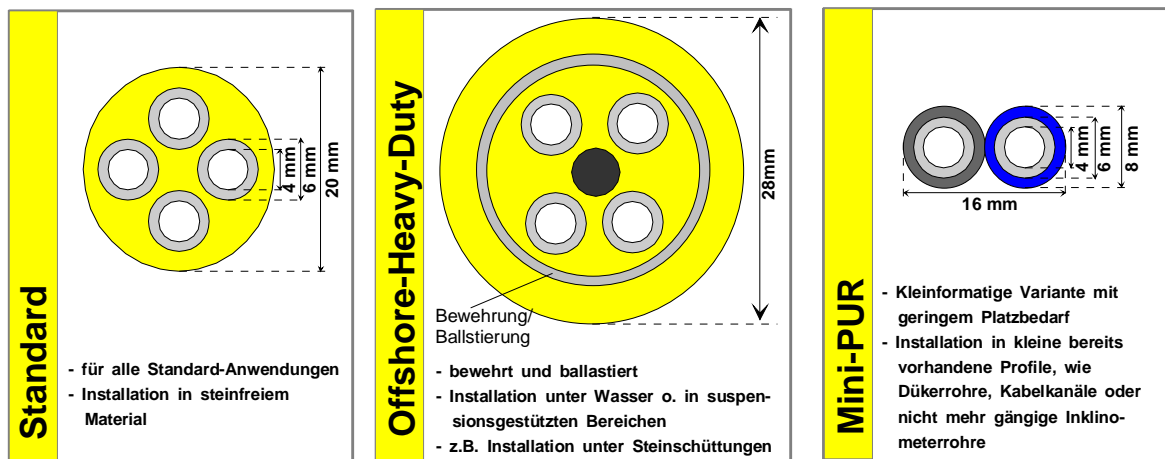 Standard
4 mm
6 mm
20 mm
- für alle Standard-Anwendungen
- Installation in steinfreiem
Material
Offshore-Heavy-Duty
28mm
Bewehrung/
Ballstierung
- bewehrt und ballastiert
- Installation unter Wasser o. in suspen-
sionsgestützten Bereichen
- z.B. Installation unter Steinschüttungen
Mini-PUR
4 mm
6 mm
8 mm
16 mm
- Kleinformatige Variante mit
geringem Platzbedarf
- Installation in kleine bereits
vorhandene Profile, wie
Dükerrohre, Kabelkanäle oder
nicht mehr gängige Inklino-
meterrohre